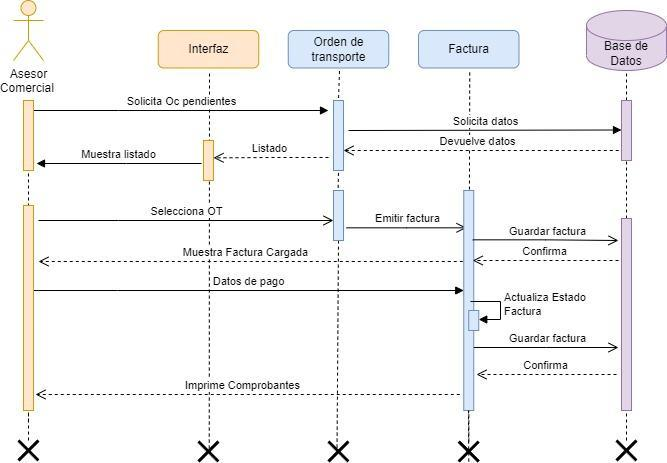 Asesor
Comercial
Interfaz
Orden de
transporte
Factura
Base de
Datos
Solicita Oc pendientes
Solicita datos
Devuelve datos
Listado
Muestra listado
Selecciona OT
Emitir factura
Guardar factura
Confirma
Muestra Factura Cargada
Datos de pago
Actualiza Estado
Factura
Guardar factura
Confirma
Imprime Comprobantes